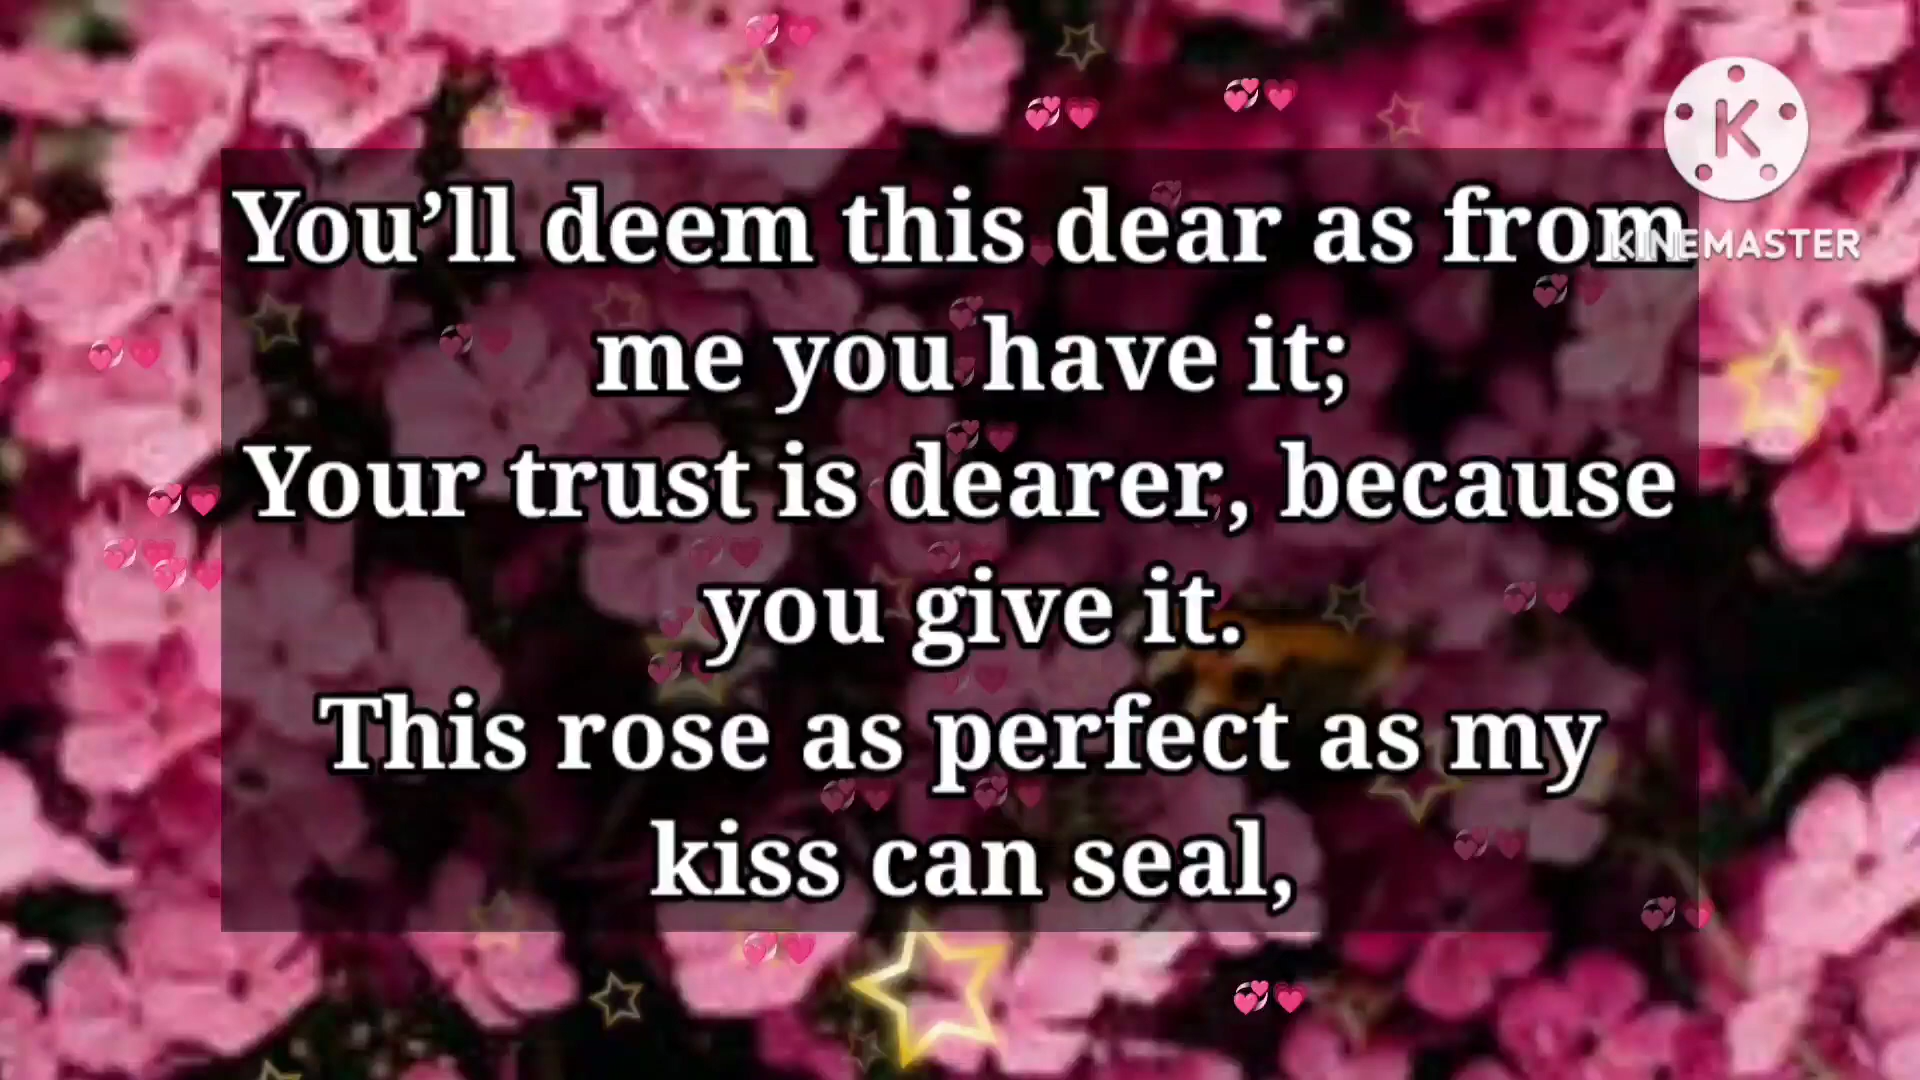 You’ll deem this dear as from
me you have it;
Your trust is dearer, because
you give it.
This rose as perfect as my
kiss can seal,
K
KINEMASTER